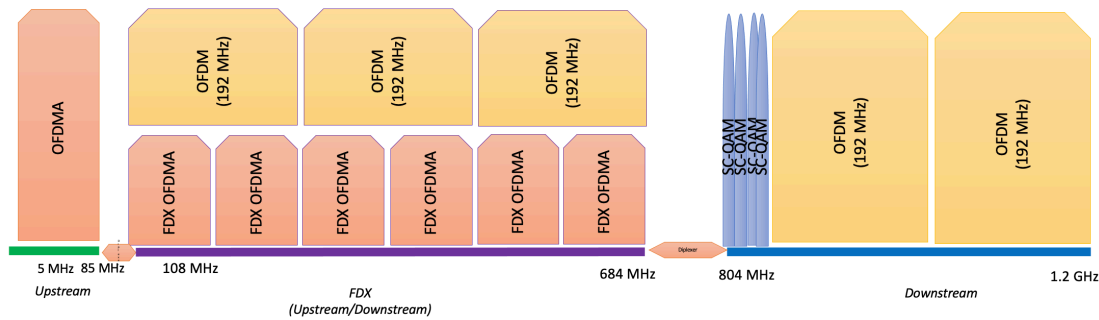 OFDMA
OFDM
(192 MHz)
OFDM
(192 MHz)
OFDM
(192 MHz)
FDX OFDMA
FDX OFDMA
FDX OFDMA
FDX OFDMA
FDX OFDMA
FDX OFDMA
SC-QAM
SC-QAM
SC-QAM
SC-QAM
OFDM
(192 MHz)
OFDM
(192 MHz)
Diplexer
5 MHz
85 MHz
108 MHz
684 MHz
804 MHz
1.2 GHz
Upstream
FDX
(Upstream/Downstream)
Downstream